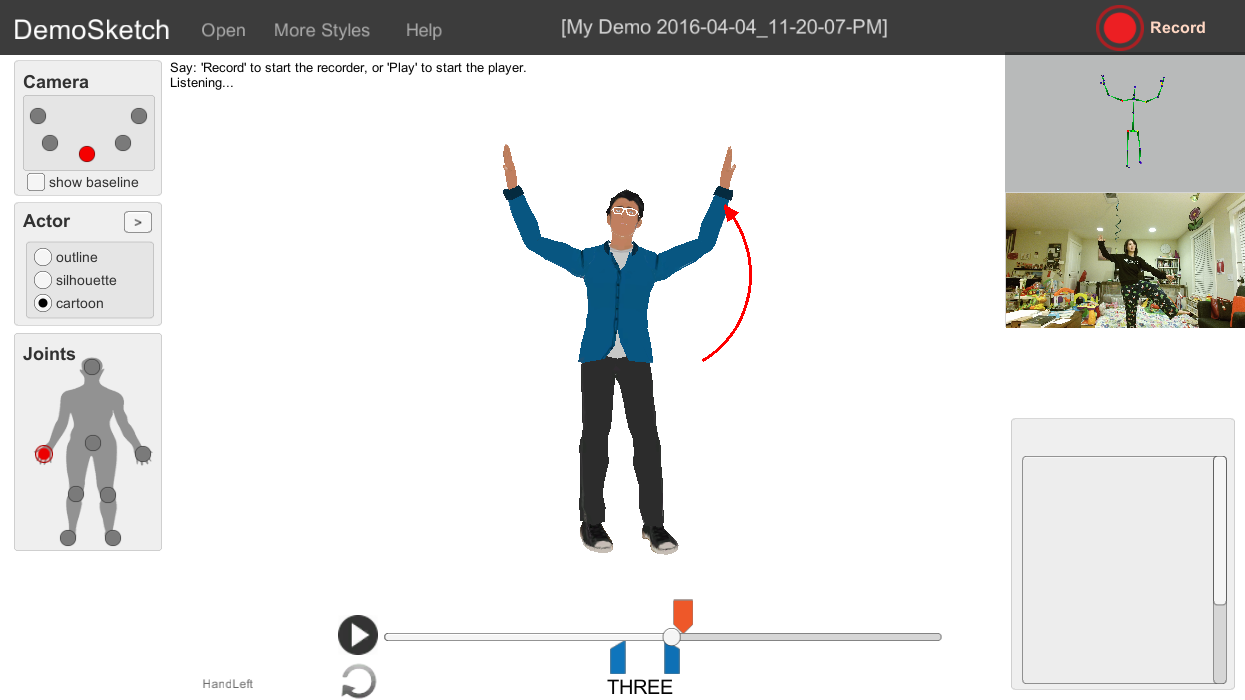 DemoSketch
Open
More Styles
Help
[My Demo 2016-04-04_11-20-07-PM]
Record
Say: 'Record' to start the recorder, or 'Play' to start the player.
Listening...
Camera
show baseline
Actor
>
outline
silhouette
cartoon
Joints
HandLeft
THREE